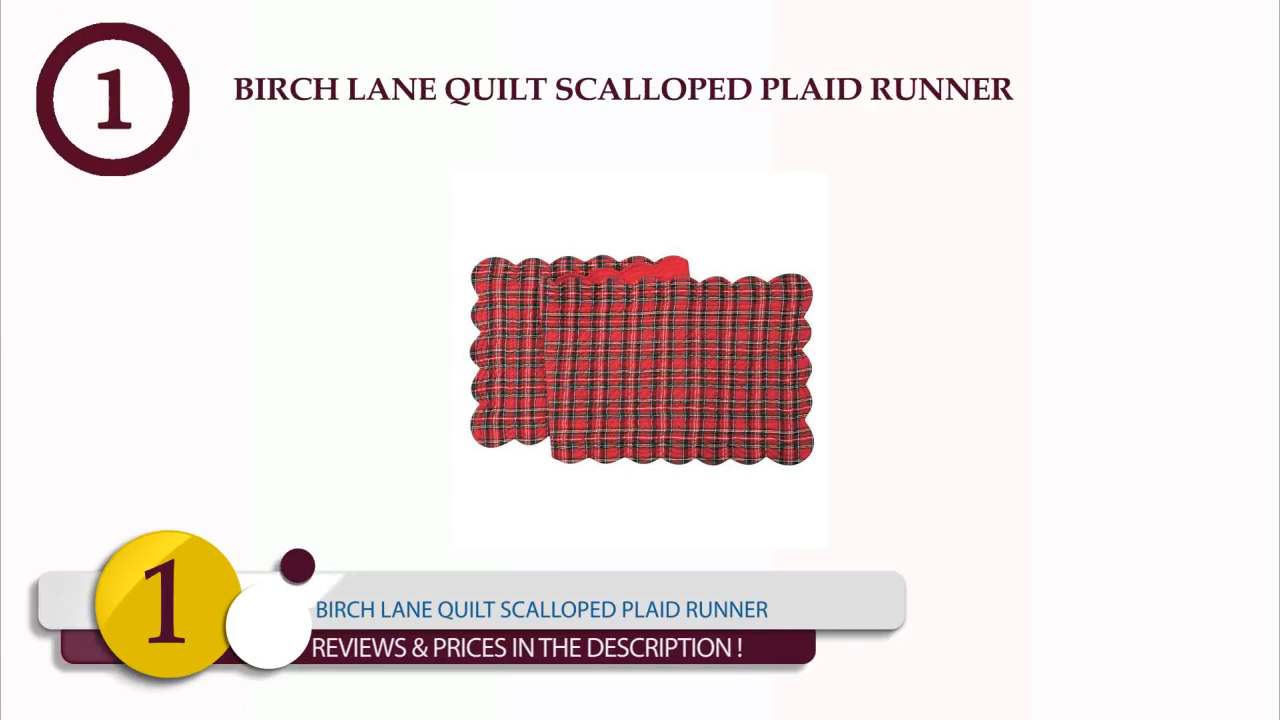 1
BIRCH LANE QUILT SCALLOPED PLAID RUNNER
1
BIRCH LANE QUILT SCALLOPED PLAID RUNNER
REVIEWS & PRICES IN THE DESCRIPTION !